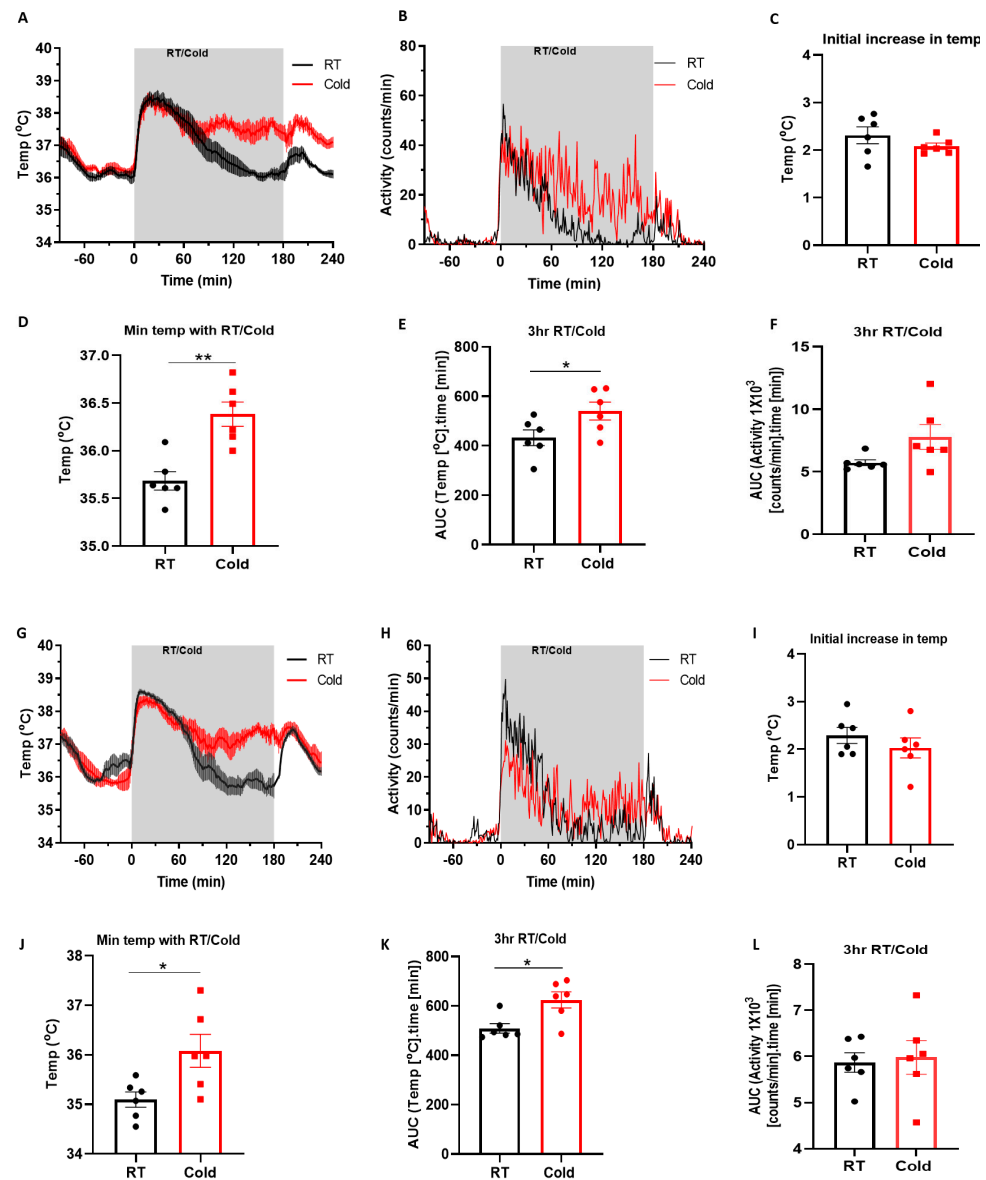 A
RT/Cold
RT
Cold
40
39
38
37
36
35
34
Temp (°C)
-60
0
60
120
180
240
Time (min)
B
RT/Cold
RT
Cold
80
60
40
20
0
Activity (counts/min)
-60
0
60
120
180
240
Time (min)
C
Initial increase in temp
4
3
2
1
0
Temp (°C)
RT
Cold
D
Min temp with RT/Cold
**
37.0
36.5
36.0
35.5
35.0
Temp (°C)
RT
Cold
E
3hr RT/Cold
*
800
600
400
200
0
AUC (Temp [°C].time [min])
RT
Cold
F
3hr RT/Cold
15
10
5
0
AUC (Activity 1X10³
[counts/min].time [min])
RT
Cold
G
RT/Cold
RT
Cold
40
39
38
37
36
35
34
Temp (°C)
-60
0
60
120
180
240
Time (min)
H
RT/Cold
RT
Cold
60
50
40
30
20
10
0
Activity (counts/min)
-60
0
60
120
180
240
Time (min)
I
Initial increase in temp
4
3
2
1
0
Temp (°C)
RT
Cold
J
Min temp with RT/Cold
*
38
37
36
35
34
Temp (°C)
RT
Cold
K
3hr RT/Cold
*
800
600
400
200
0
AUC (Temp [°C].time [min])
RT
Cold
L
3hr RT/Cold
8
7
6
5
4
AUC (Activity 1X10³
[counts/min].time [min])
RT
Cold